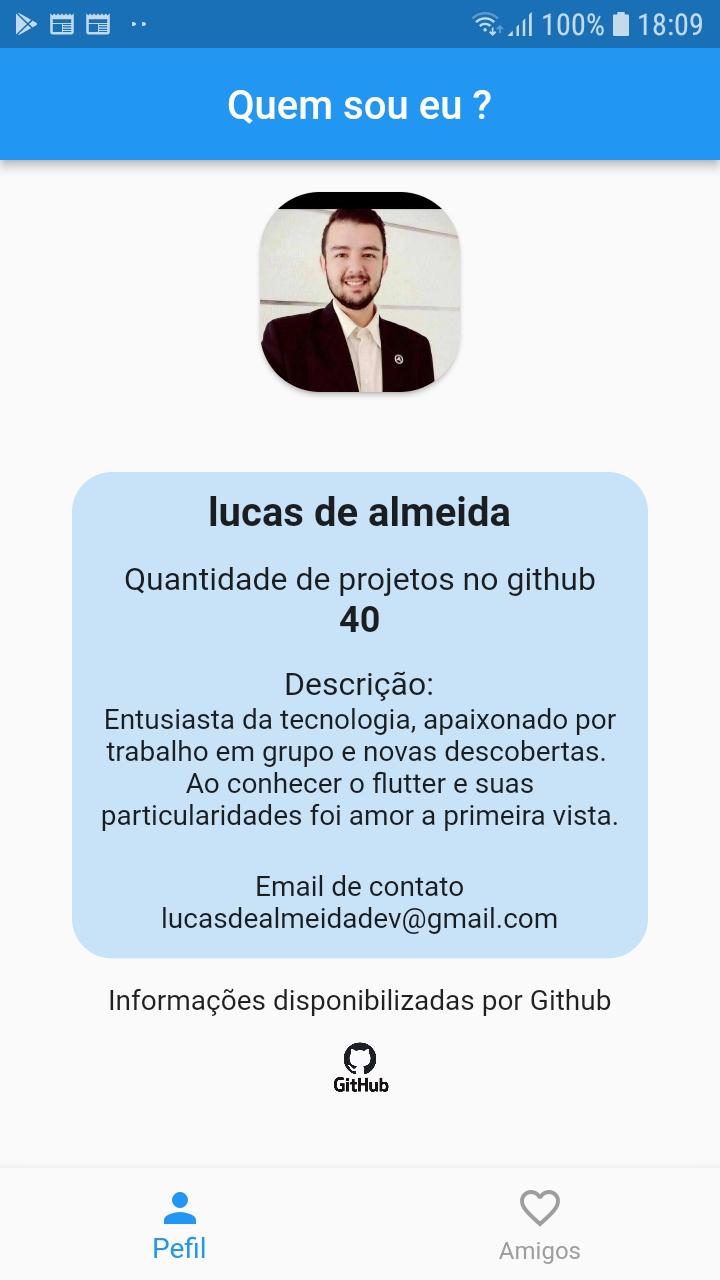 100% 18:09
Quem sou eu ?
lucas de almeida
Quantidade de projetos no github
40
Descrição:
Entusiasta da tecnologia, apaixonado por
trabalho em grupo e novas descobertas.
Ao conhecer o flutter e suas
particularidades foi amor a primeira vista.
Email de contato
lucasdealmeidadev@gmail.com
Informações disponibilizadas por Github
GitHub
Pefil
Amigos